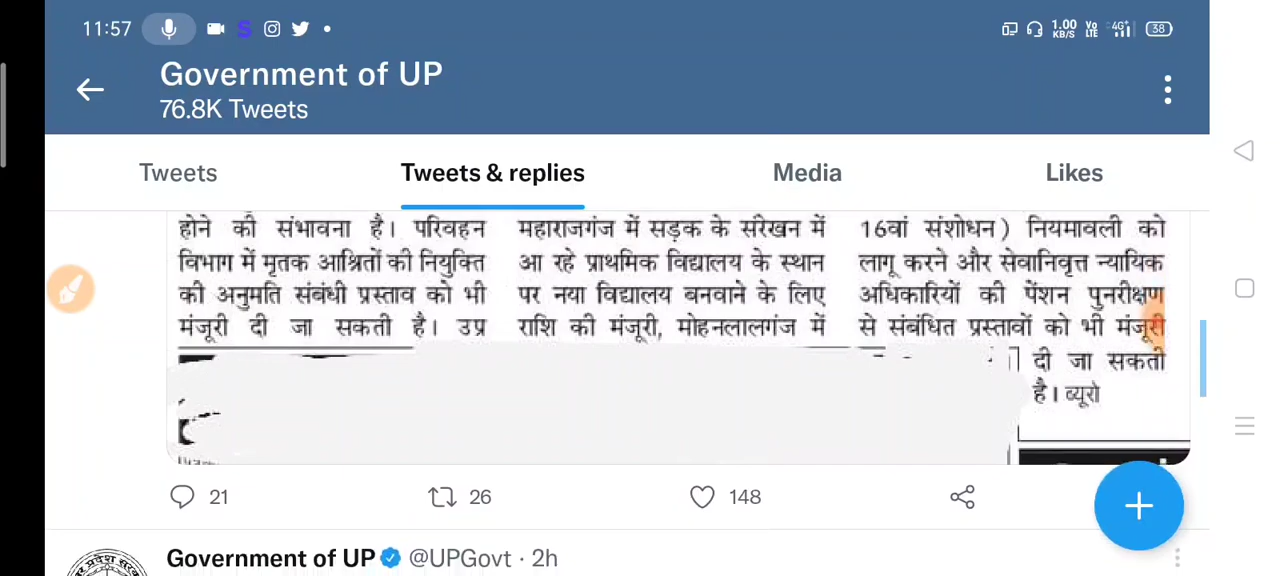 11:57
S
1.00
KB/S
Vo
LTE
4G+
38
Government of UP
76.8K Tweets
Tweets
Tweets & replies
Media
Likes
होने की संभावना है। परिवहन
विभाग में मृतक आश्रितों की नियुक्ति
की अनुमति संबंधी प्रस्ताव को भी
मंजूरी दी जा सकती है। उप्र
महाराजगंज में सड़क के संरेखन में
आ रहे प्राथमिक विद्यालय के स्थान
पर नया विद्यालय बनवाने के लिए
राशि की मंजूरी, मोहनलालगंज में
16वां संशोधन) नियमावली को
लागू करने और सेवानिवृत्त न्यायिक
अधिकारियों की पेंशन पुनरीक्षण
से संबंधित प्रस्तावों को भी मंजूरी
दी जा सकती
है। व्यूरो
21
26
148
Government of UP @UPGovt · 2h